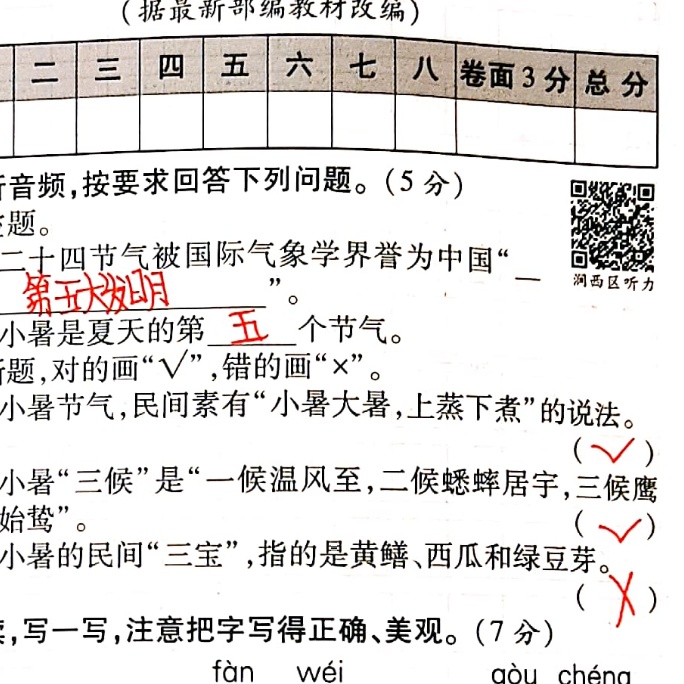 (据最新部编教材改编)
二 三 四 五 六 七 八 卷面3分 总分
音频,按要求回答下列问题。(5分)
题。
二十四节气被国际气象学界誉为中国“
第五大发明”。
涧西区听力
小暑是夏天的第五个节气。
题,对的画“√”,错的画“×”。
小暑节气,民间素有“小暑大暑,上蒸下煮”的说法。
(√)
小暑“三候”是“一候温风至,二候蟋蟀居宇,三候鹰
始鸷”。 (√)
小暑的民间“三宝”,指的是黄鳝、西瓜和绿豆芽。
(×)
写一写,注意把字写得正确、美观。(7分)
fàn wéi gòu chéng